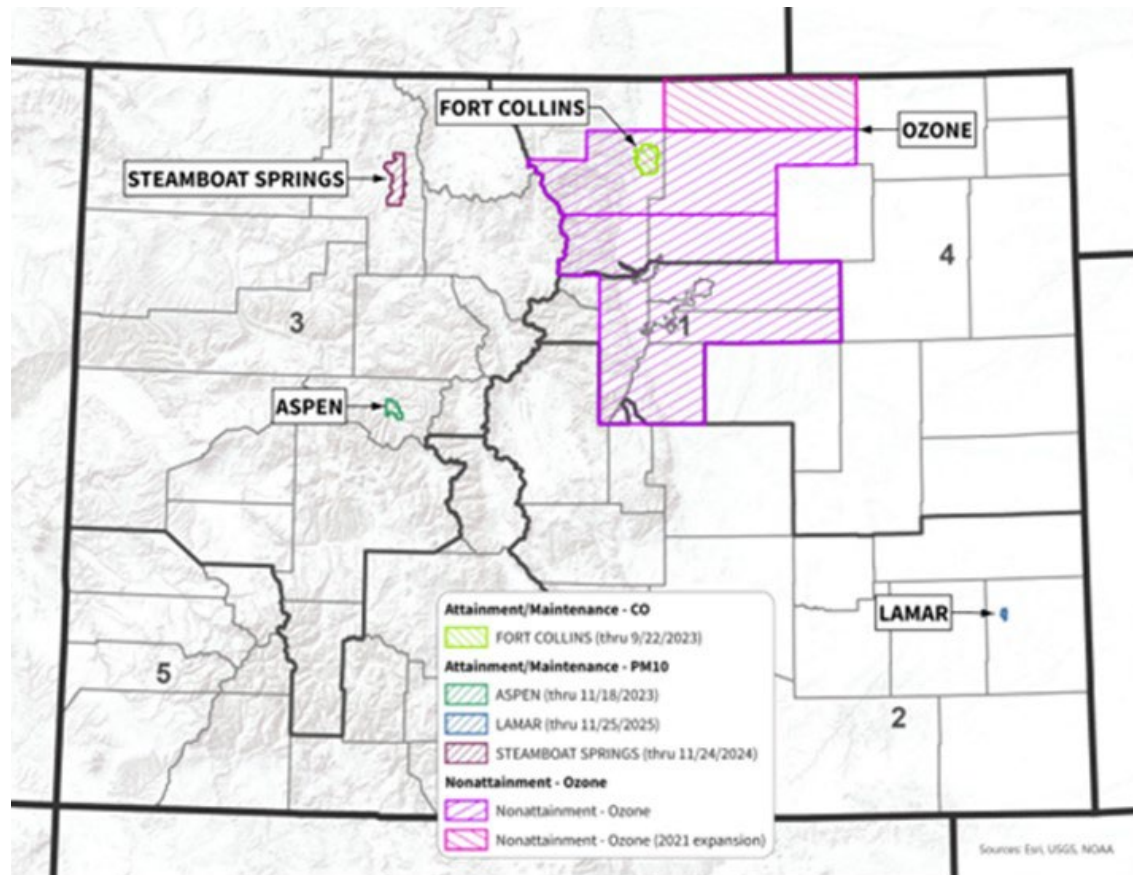 FORT COLLINS
OZONE
STEAMBOAT SPRINGS
4
3
1
ASPEN
LAMAR
5
2
Attainment/Maintenance - CO
FORT COLLINS (thru 9/22/2023)
Attainment/Maintenance - PM10
ASPEN (thru 11/18/2023)
LAMAR (thru 11/25/2025)
STEAMBOAT SPRINGS (thru 11/24/2024)
Nonattainment - Ozone
Nonattainment - Ozone
Nonattainment - Ozone (2021 expansion)
Sources: Esri, USGS, NOAA